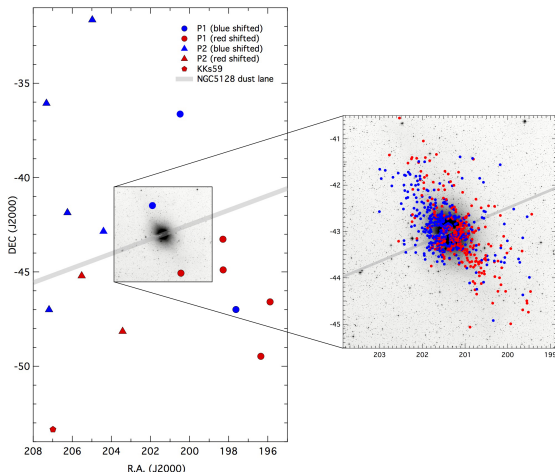 P1 (blue shifted)
P1 (red shifted)
P2 (blue shifted)
P2 (red shifted)
KKs59
NGC5128 dust lane
-35
-40
-45
-50
DEC (J2000)
208 206 204 202 200 198 196
R.A. (J2000)
-41
-42
-43
-44
-45
203 202 201 200 199